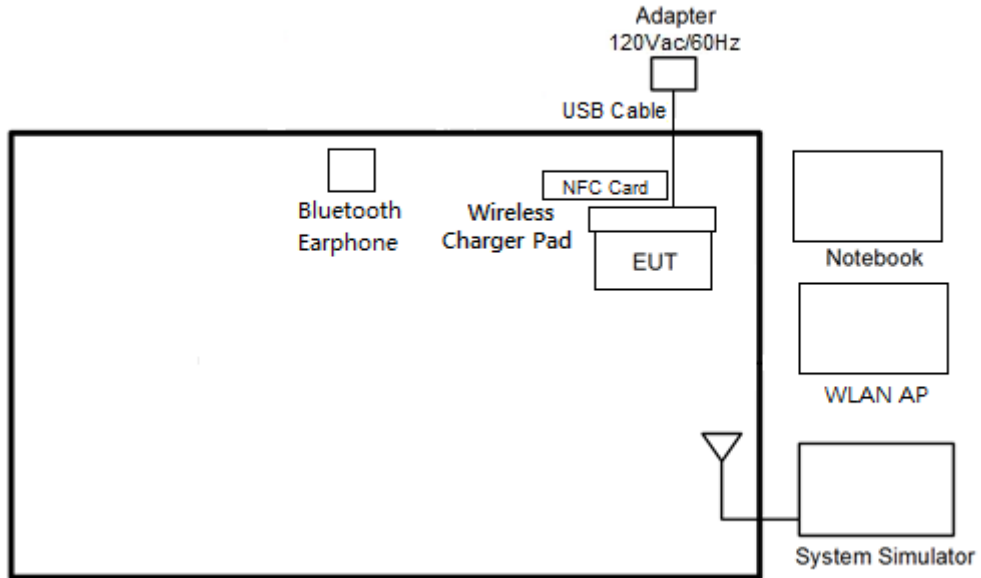 Adapter
120Vac/60Hz
USB Cable
NFC Card
Bluetooth
Earphone
Wireless
Charger Pad
EUT
Notebook
WLAN AP
System Simulator